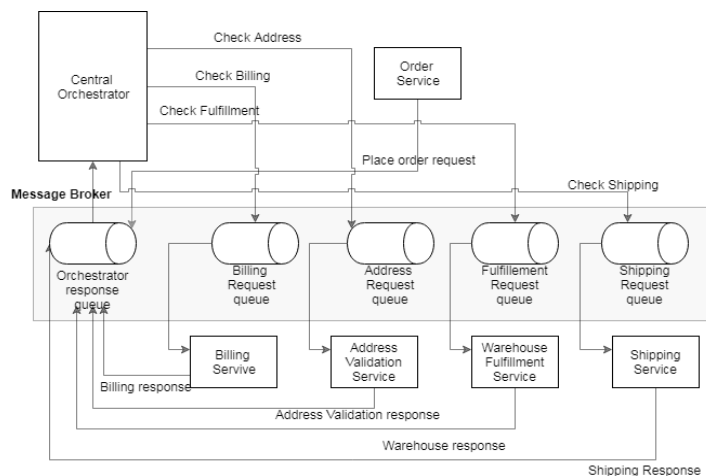 Check Address
Central
Orchestrator
Check Billing
Order
Service
Check Fulfillment
Place order request
Message Broker
Check Shipping
Orchestrator
response
queue
Billing
Request
queue
Address
Request
queue
Fulfillement
Request
queue
Shipping
Request
queue
Billing
Servive
Address
Validation
Service
Warehouse
Fulfillment
Service
Shipping
Service
Billing response
Address Validation response
Warehouse response
Shipping Response